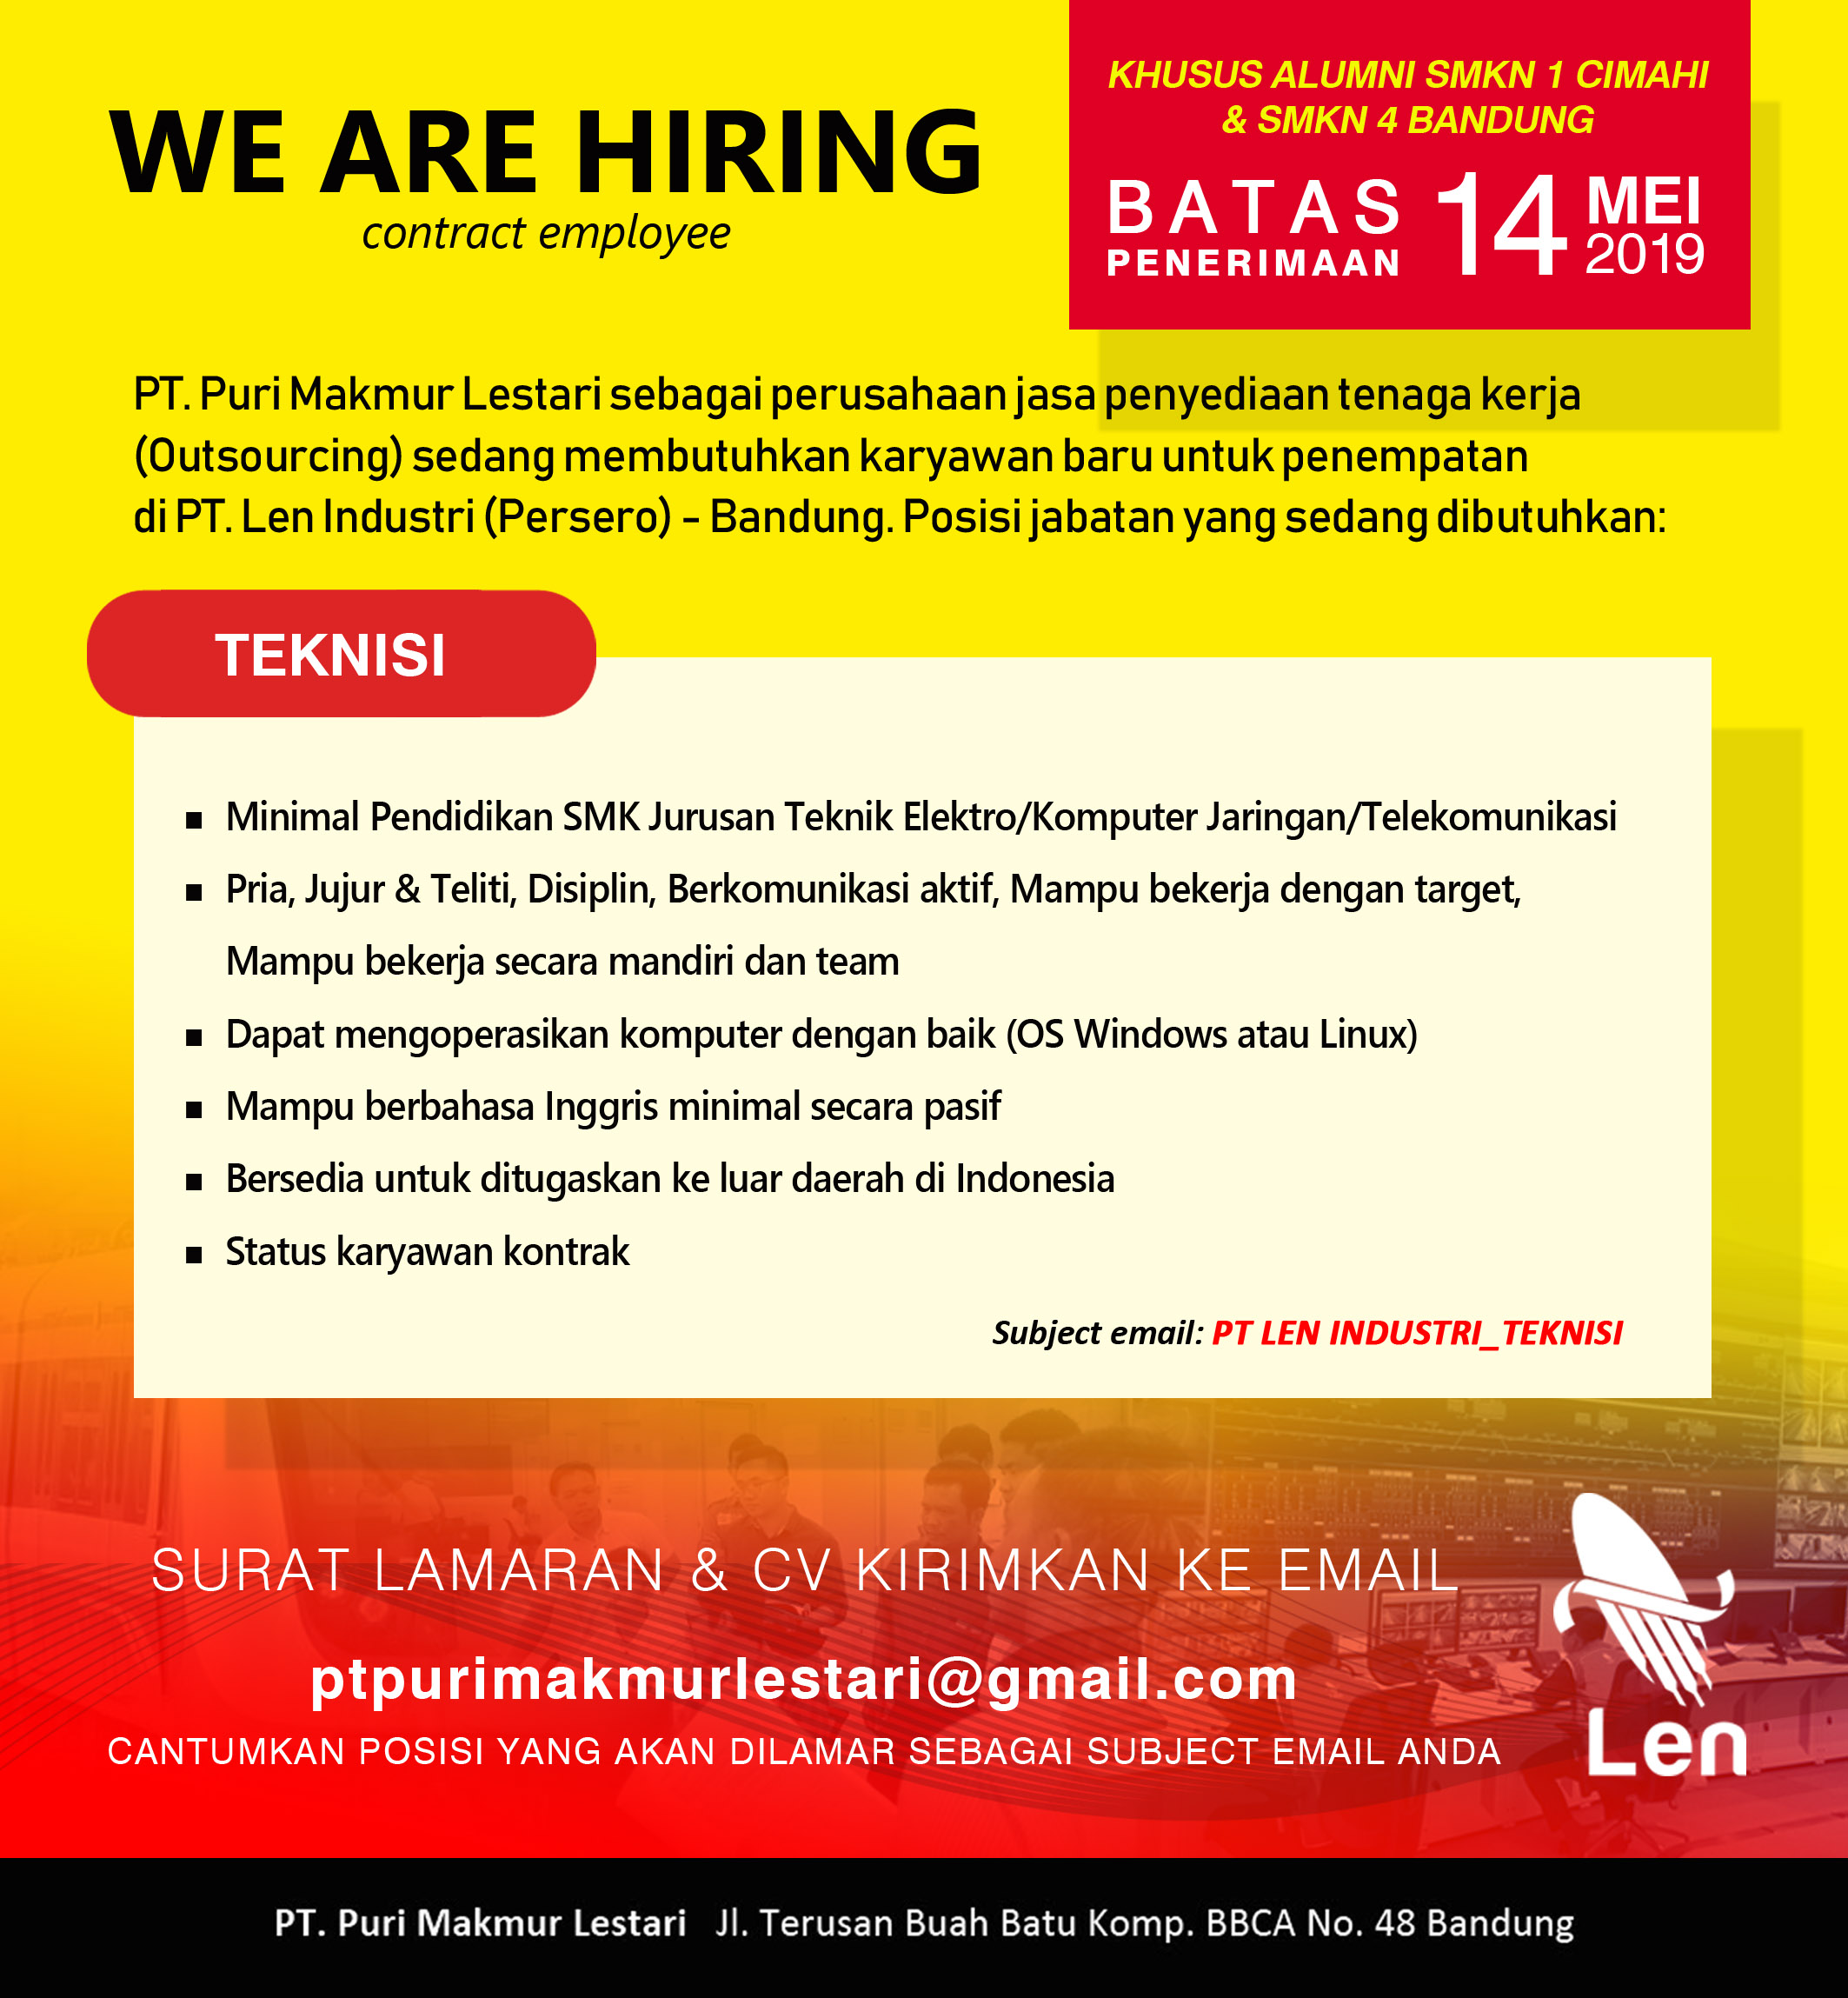 WE ARE HIRING
contract employee
KHUSUS ALUMNI SMKN 1 CIMAHI
& SMKN 4 BANDUNG
BATAS PENERIMAAN 14 MEI 2019
PT. Puri Makmur Lestari sebagai perusahaan jasa penyediaan tenaga kerja
(Outsourcing) sedang membutuhkan karyawan baru untuk penempatan
di PT. Len Industri (Persero) - Bandung. Posisi jabatan yang sedang dibutuhkan:
TEKNISI
▪ Minimal Pendidikan SMK Jurusan Teknik Elektro/Komputer Jaringan/Telekomunikasi
▪ Pria, Jujur & Teliti, Disiplin, Berkomunikasi aktif, Mampu bekerja dengan target,
Mampu bekerja secara mandiri dan team
▪ Dapat mengoperasikan komputer dengan baik (OS Windows atau Linux)
▪ Mampu berbahasa Inggris minimal secara pasif
▪ Bersedia untuk ditugaskan ke luar daerah di Indonesia
▪ Status karyawan kontrak
Subject email: PT LEN INDUSTRI_TEKNISI
SURAT LAMARAN & CV KIRIMKAN KE EMAIL
ptpurimakmurlestari@gmail.com
CANTUMKAN POSISI YANG AKAN DILAMAR SEBAGAI SUBJECT EMAIL ANDA
Len
PT. Puri Makmur Lestari Jl. Terusan Buah Batu Komp. BBCA No. 48 Bandung